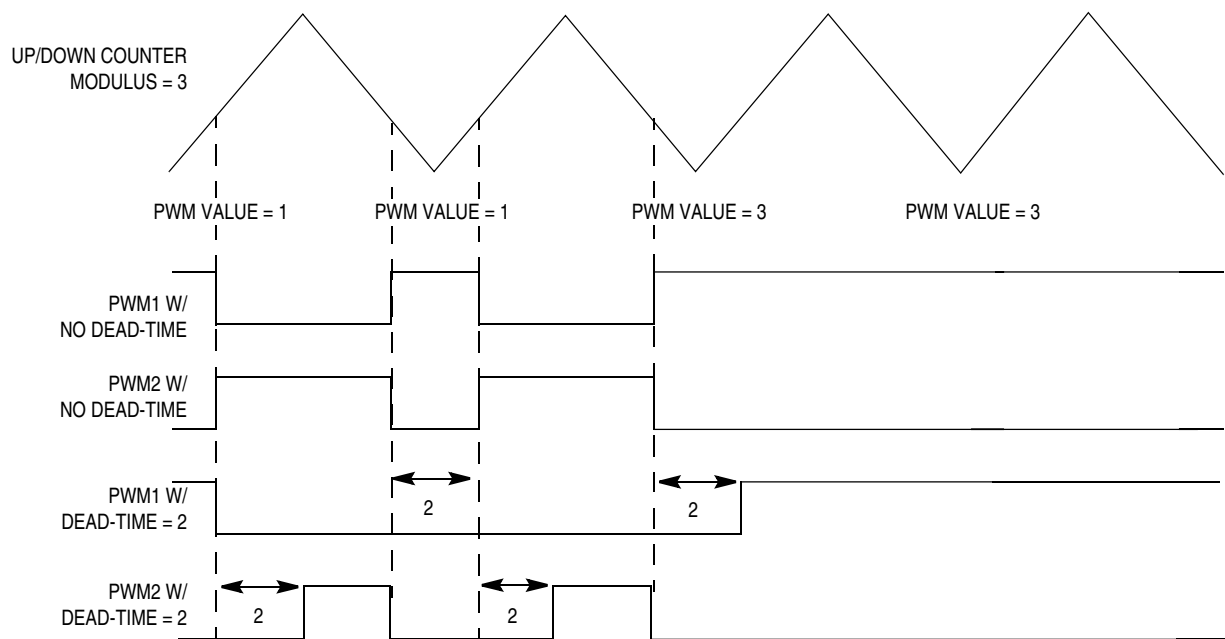 UP/DOWN COUNTER
MODULUS = 3
PWM VALUE = 1
PWM VALUE = 1
PWM VALUE = 3
PWM VALUE = 3
PWM1 W/
NO DEAD-TIME
PWM2 W/
NO DEAD-TIME
PWM1 W/
DEAD-TIME = 2
2
2
PWM2 W/
DEAD-TIME = 2
2
2